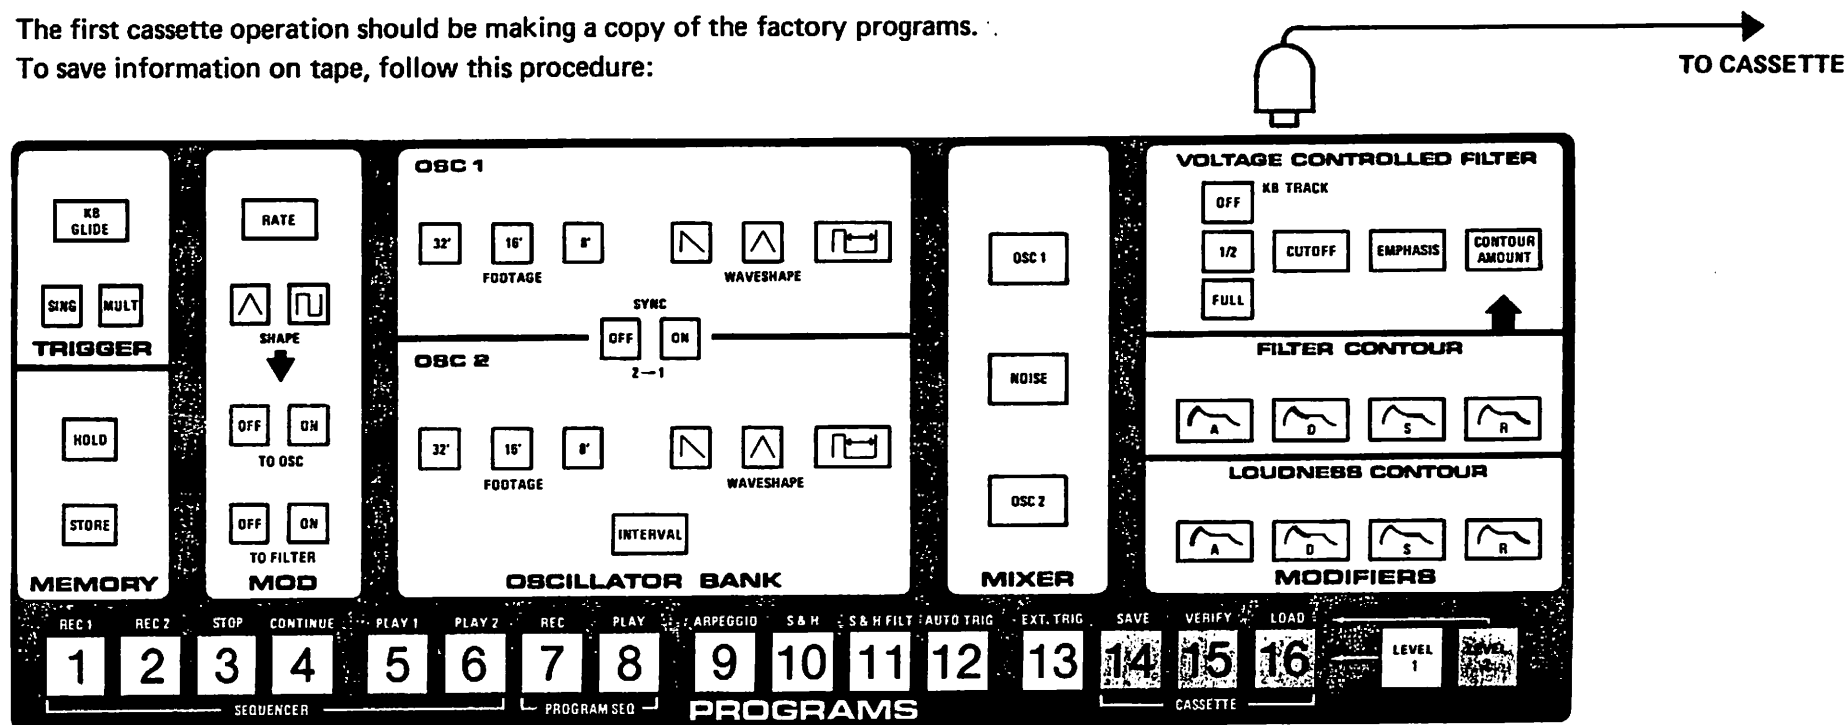 The first cassette operation should be making a copy of the factory programs.
To save information on tape, follow this procedure:
TO CASSETTE
KB
GLIDE
SING MULT
TRIGGER
HOLD
STORE
MEMORY
RATE
SHAPE
OFF ON
TO OSC
OFF ON
TO FILTER
MOD
OSC 1
32' 16' 8'
FOOTAGE
WAVESHAPE
SYNC
OFF ON
2—1
OSC 2
32' 16' 8'
FOOTAGE
WAVESHAPE
INTERVAL
OSCILLATOR BANK
OSC 1
NOISE
OSC 2
MIXER
VOLTAGE CONTROLLED FILTER
KB TRACK
OFF
1/2
FULL
CUTOFF
EMPHASIS
CONTOUR
AMOUNT
FILTER CONTOUR
A D S R
LOUDNESS CONTOUR
A D S R
MODIFIERS
REC 1 REC 2 STOP CONTINUE PLAY 1 PLAY 2 REC PLAY ARPEGGIO S & H S & H FILT AUTO TRIG EXT. TRIG SAVE VERIFY LOAD
1 2 3 4 5 6 7 8 9 10 11 12 13 14 15 16
LEVEL
1
LEVEL
2
SEQUENCER
PROGRAM SEQ
PROGRAMS
CASSETTE